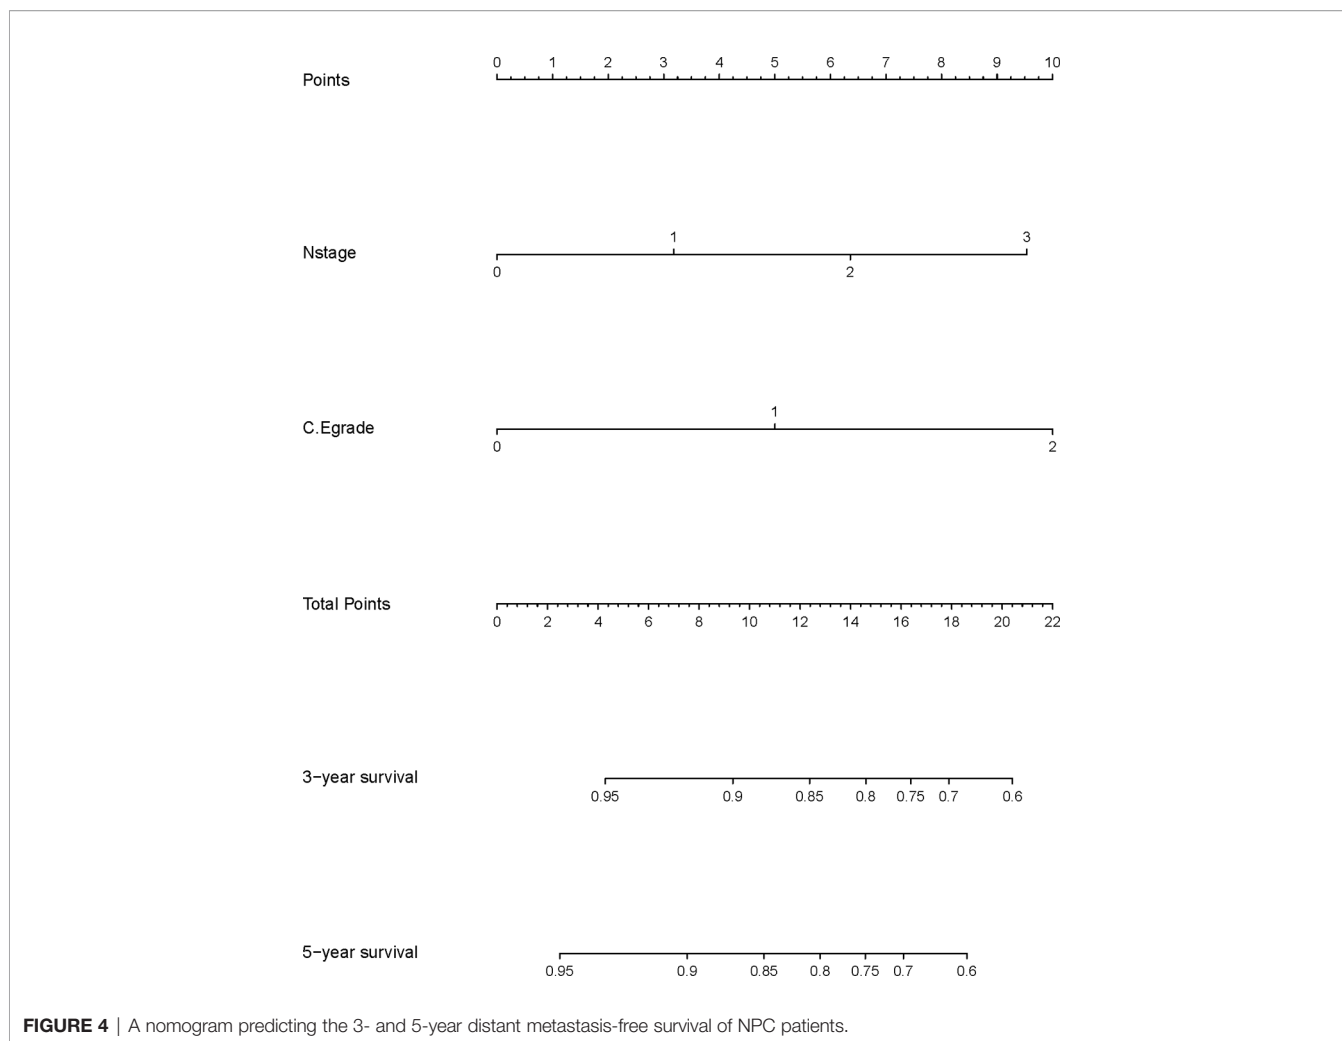 0 1 2 3 4 5 6 7 8 9 10
Points
1 3
Nstage
0 2
1
C.Egrade
0 2
Total Points
0 2 4 6 8 10 12 14 16 18 20 22
3−year survival
0.95 0.9 0.85 0.8 0.75 0.7 0.6
5−year survival
0.95 0.9 0.85 0.8 0.75 0.7 0.6
FIGURE 4 | A nomogram predicting the 3- and 5-year distant metastasis-free survival of NPC patients.